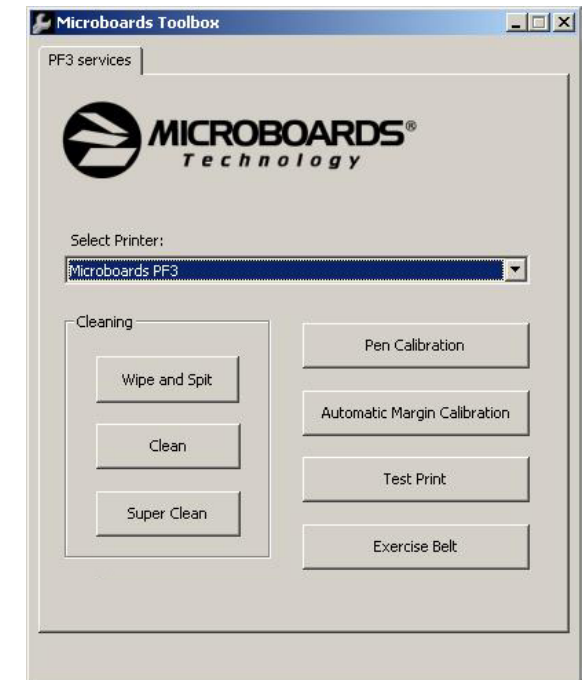 Microboards Toolbox
PF3 services
MICROBOARDS®
Technology
Select Printer:
Microboards PF3
Cleaning
Wipe and Spit
Clean
Super Clean
Pen Calibration
Automatic Margin Calibration
Test Print
Exercise Belt